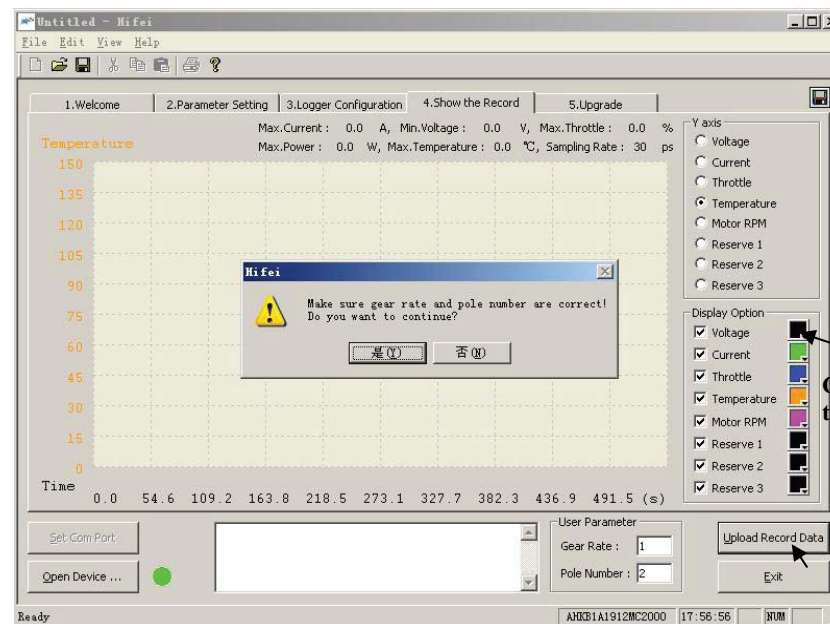 Untitled - Hifei
File Edit View Help
1.Welcome 2.Parameter Setting 3.Logger Configuration 4.Show the Record 5.Upgrade
Max.Current : 0.0 A, Min.Voltage : 0.0 V, Max.Throttle : 0.0 %
Max.Power : 0.0 W, Max.Temperature : 0.0 ℃, Sampling Rate : 30 ps
Temperature
150
135
120
105
90
75
60
45
30
15
0
Time
0.0 54.6 109.2 163.8 218.5 273.1 327.7 382.3 436.9 491.5 (s)
Hifei
Make sure gear rate and pole number are correct!
Do you want to continue?
是(Y) 否(N)
Y axis
Voltage
Current
Throttle
Temperature
Motor RPM
Reserve 1
Reserve 2
Reserve 3
Display Option
Voltage
Current
Throttle
Temperature
Motor RPM
Reserve 1
Reserve 2
Reserve 3
Set Com Port
Open Device ...
User Parameter
Gear Rate : 1
Pole Number : 2
Upload Record Data
Exit
Ready AHKB1A1912MC2000 17:56:56 NUM